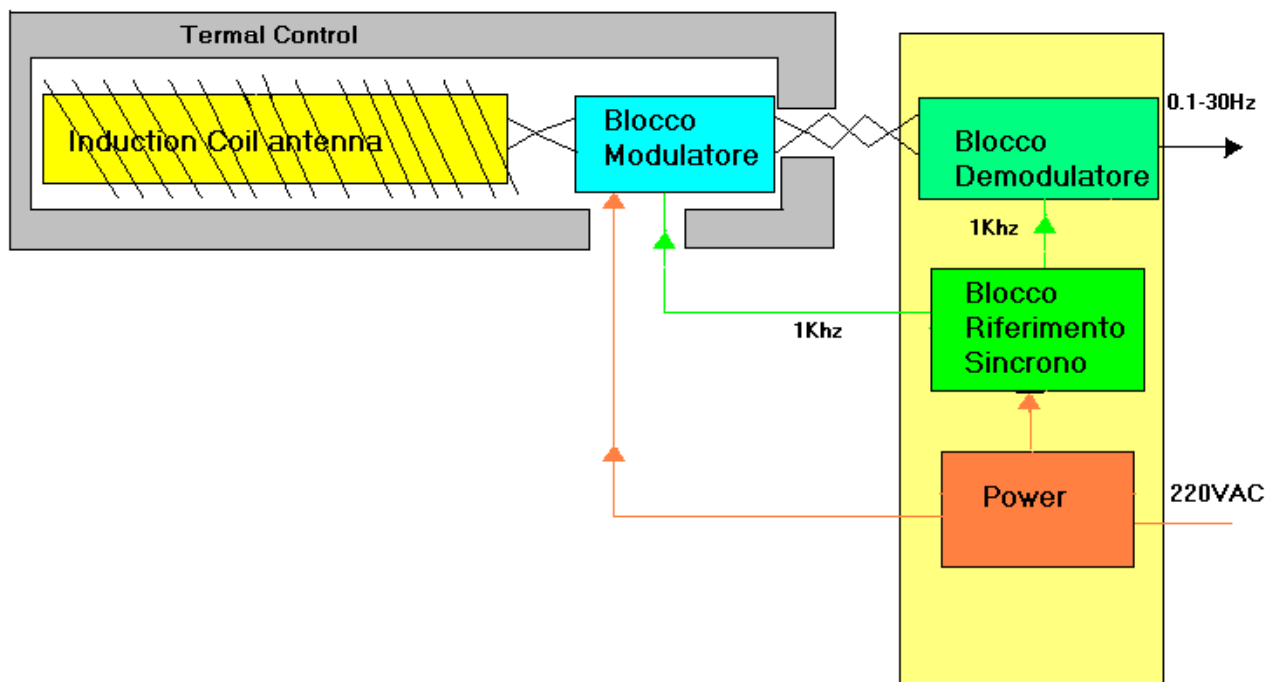 Termal Control
Induction Coil antenna
Blocco
Modulatore
0.1-30Hz
Blocco
Demodulatore
1Khz
Blocco
Riferimento
Sincrono
1Khz
Power
220VAC